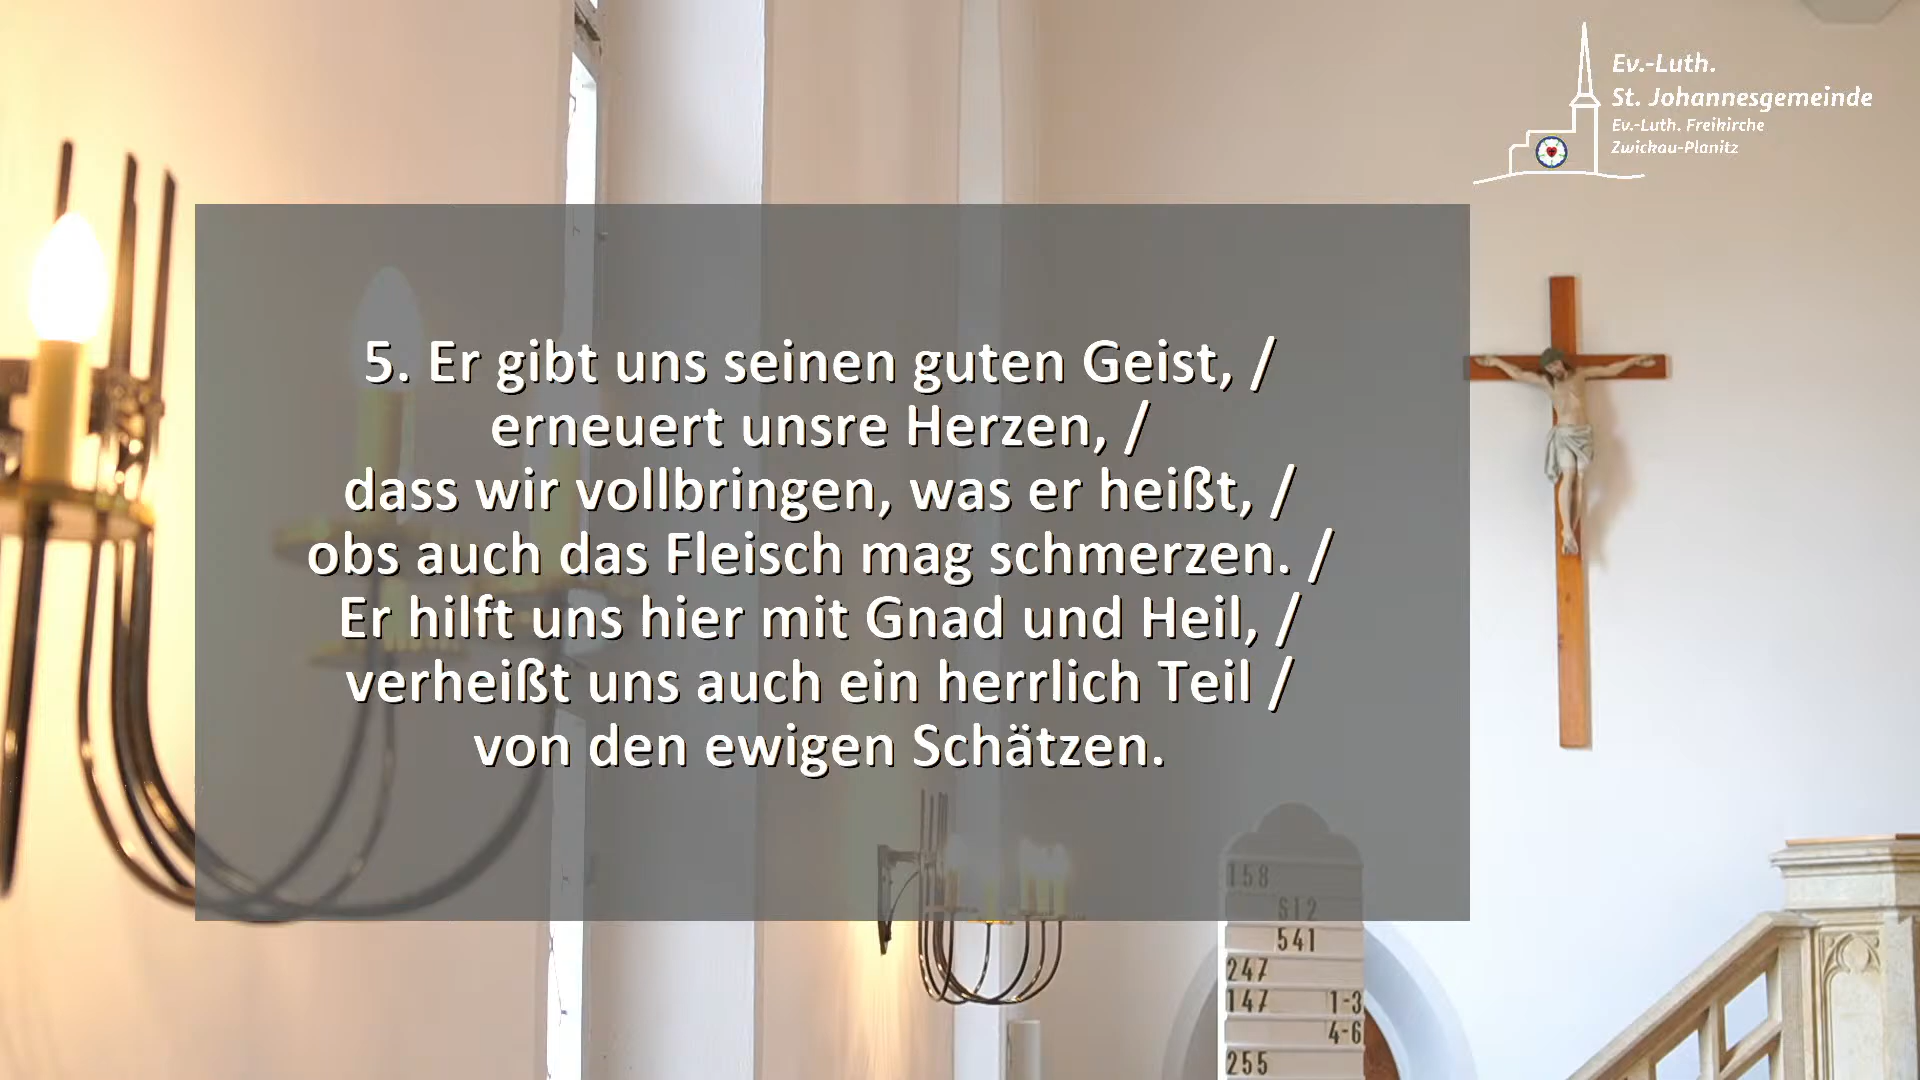 Ev.-Luth.
St. Johannesgemeinde
Ev.-Luth. Freikirche
Zwickau-Planitz
5. Er gibt uns seinen guten Geist, /
erneuert unsre Herzen, /
dass wir vollbringen, was er heißt, /
obs auch das Fleisch mag schmerzen. /
Er hilft uns hier mit Gnad und Heil, /
verheißt uns auch ein herrlich Teil /
von den ewigen Schätzen.
158
512
541
247
147 1-3
4-6
255